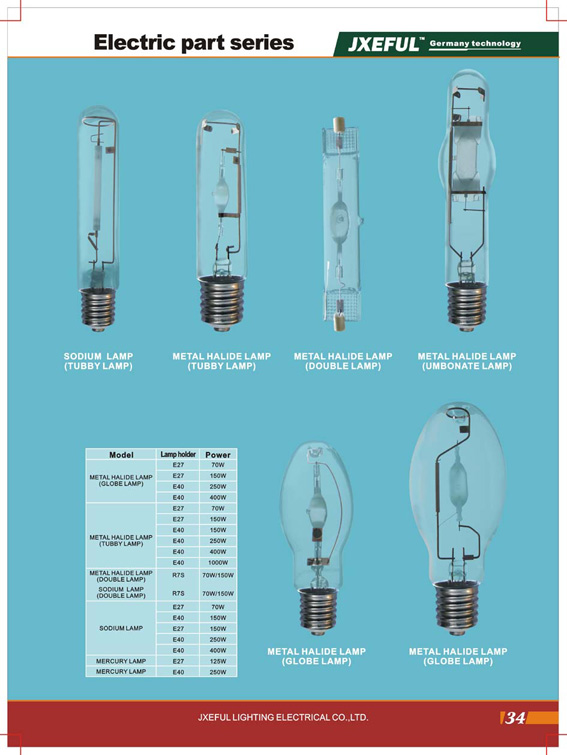 Electric part series
JXEFUL™ Germany technology
SODIUM LAMP
(TUBBY LAMP)
METAL HALIDE LAMP
(TUBBY LAMP)
METAL HALIDE LAMP
(DOUBLE LAMP)
METAL HALIDE LAMP
(UMBONATE LAMP)
Model Lamp holder Power
METAL HALIDE LAMP
(GLOBE LAMP)
E27 70W
E27 150W
E40 250W
E40 400W
METAL HALIDE LAMP
(TUBBY LAMP)
E27 70W
E27 150W
E40 150W
E40 250W
E40 400W
E40 1000W
METAL HALIDE LAMP
(DOUBLE LAMP)
R7S 70W/150W
SODIUM LAMP
(DOUBLE LAMP)
R7S 70W/150W
SODIUM LAMP
E27 70W
E40 150W
E27 150W
E40 250W
E40 400W
MERCURY LAMP E27 125W
MERCURY LAMP E40 250W
METAL HALIDE LAMP
(GLOBE LAMP)
METAL HALIDE LAMP
(GLOBE LAMP)
JXEFUL LIGHTING ELECTRICAL CO.,LTD.
34